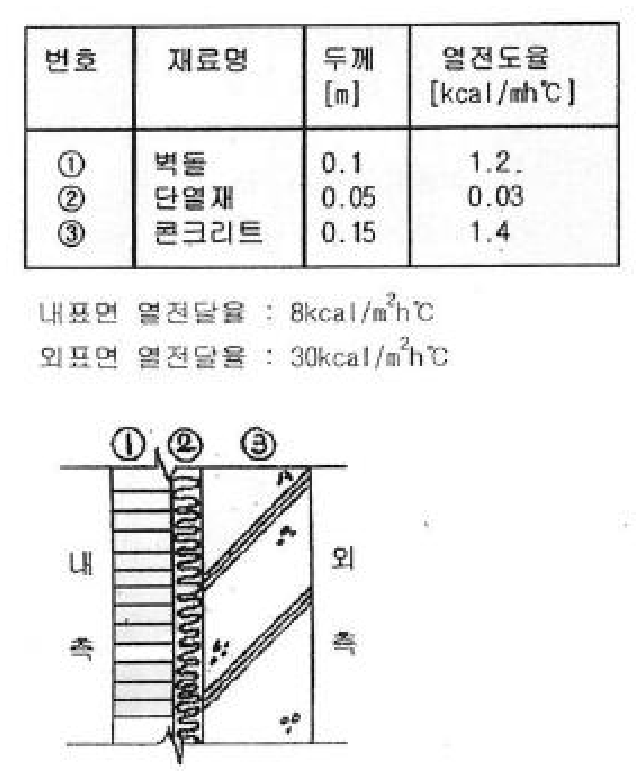 번호 재료명 두께 열전도율
[m] [kcal/mh℃]
① 벽돌 0.1 1.2.
② 단열재 0.05 0.03
③ 콘크리트 0.15 1.4
내표면 열전달율 : 8kcal/m²h℃
외표면 열전달율 : 30kcal/m²h℃
① ② ③
내 외
측 측